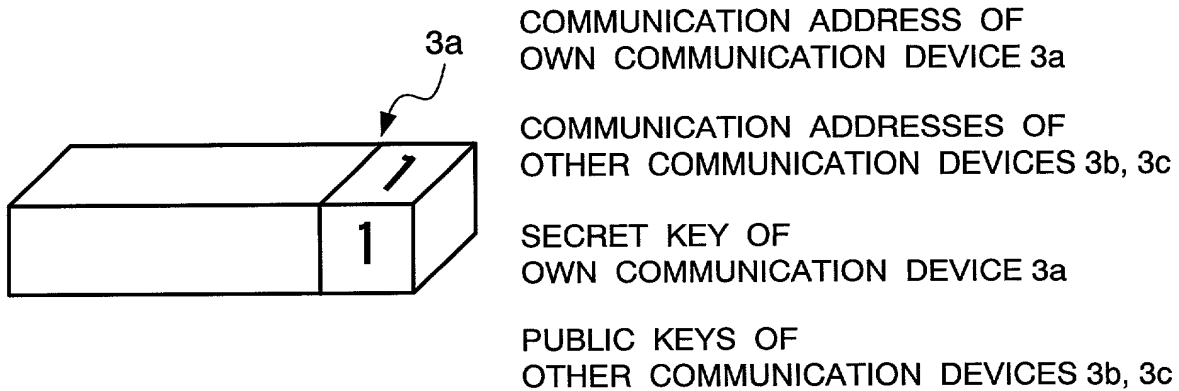 COMMUNICATION ADDRESS OF
OWN COMMUNICATION DEVICE 3a
3a
COMMUNICATION ADDRESSES OF
OTHER COMMUNICATION DEVICES 3b, 3c
1
1
SECRET KEY OF
OWN COMMUNICATION DEVICE 3a
PUBLIC KEYS OF
OTHER COMMUNICATION DEVICES 3b, 3c